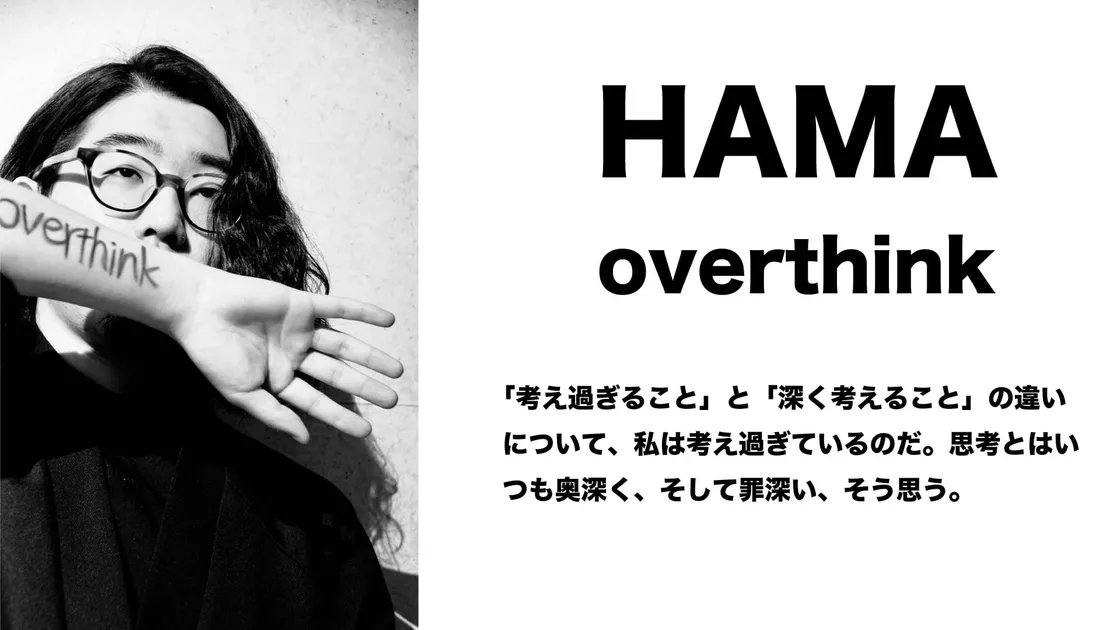 overthink
HAMA
overthink
「考え過ぎること」と「深く考えること」の違い
について、私は考え過ぎているのだ。思考とはい
つも奥深く、そして罪深い、そう思う。